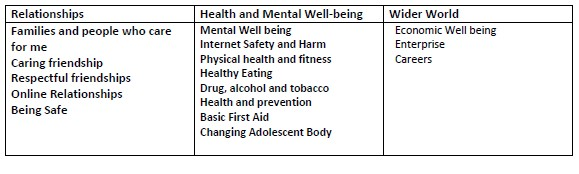 Relationships
Families and people who care
for me
Caring friendship
Respectful friendships
Online Relationships
Being Safe
Health and Mental Well-being
Mental Well being
Internet Safety and Harm
Physical health and fitness
Healthy Eating
Drug, alcohol and tobacco
Health and prevention
Basic First Aid
Changing Adolescent Body
Wider World
Economic Well being
Enterprise
Careers